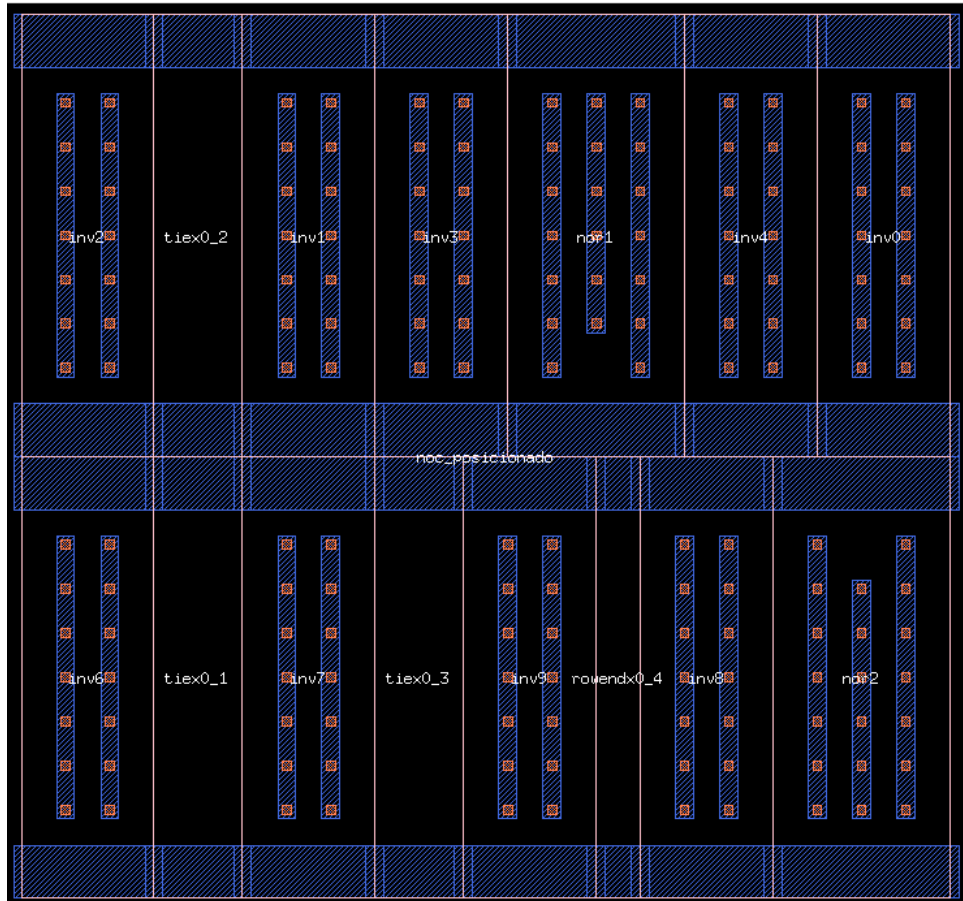 inv2
tiex0_2
inv1
inv3
nor1
inv4
inv0
noc_posicionado
inv6
tiex0_1
inv7
tiex0_3
inv9
rowendx0_4
inv8
nor2